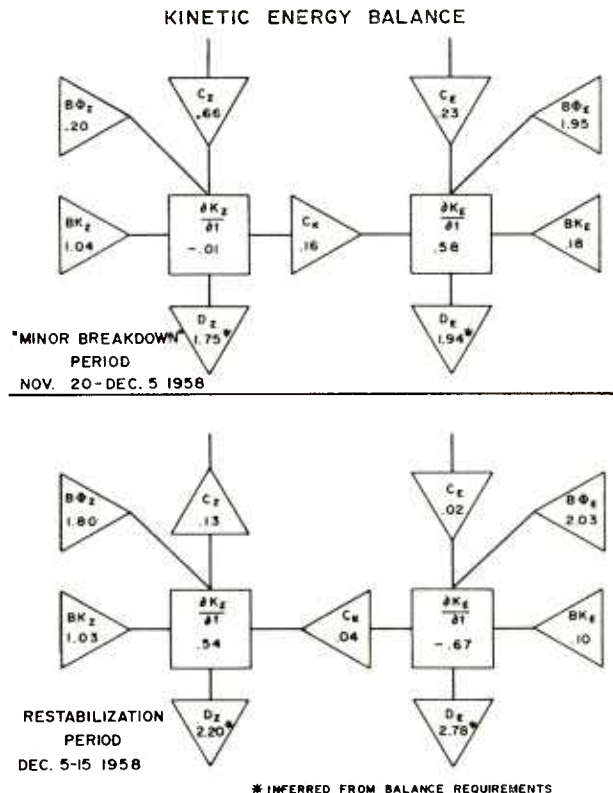 KINETIC ENERGY BALANCE
BΦZ
.20
CZ
.66
CE
.23
BΦE
1.95
BKZ
1.04
∂KZ
∂t
-.01
CK
.16
∂KE
∂t
.58
BKE
.18
DZ
1.75*
DE
1.94*
"MINOR BREAKDOWN"
PERIOD
NOV. 20-DEC. 5 1958
BΦZ
1.80
CZ
.13
CE
.02
BΦE
2.03
BKZ
1.03
∂KZ
∂t
.54
CK
.04
∂KE
∂t
-.67
BKE
.10
DZ
2.20*
DE
2.78*
RESTABILIZATION
PERIOD
DEC. 5-15 1958
* INFERRED FROM BALANCE REQUIREMENTS